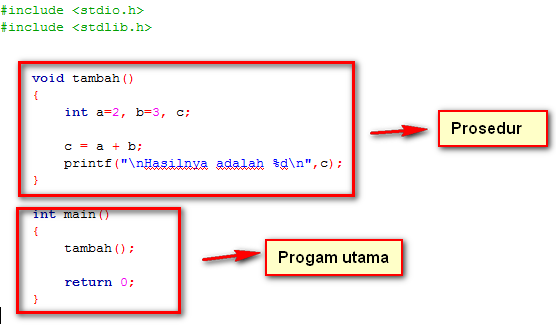 #include <stdio.h>
#include <stdlib.h>
void tambah()
{
int a=2, b=3, c;
c = a + b;
printf("\nHasilnya adalah %d\n",c);
}
Prosedur
int main()
{
tambah();
return 0;
}
Progam utama